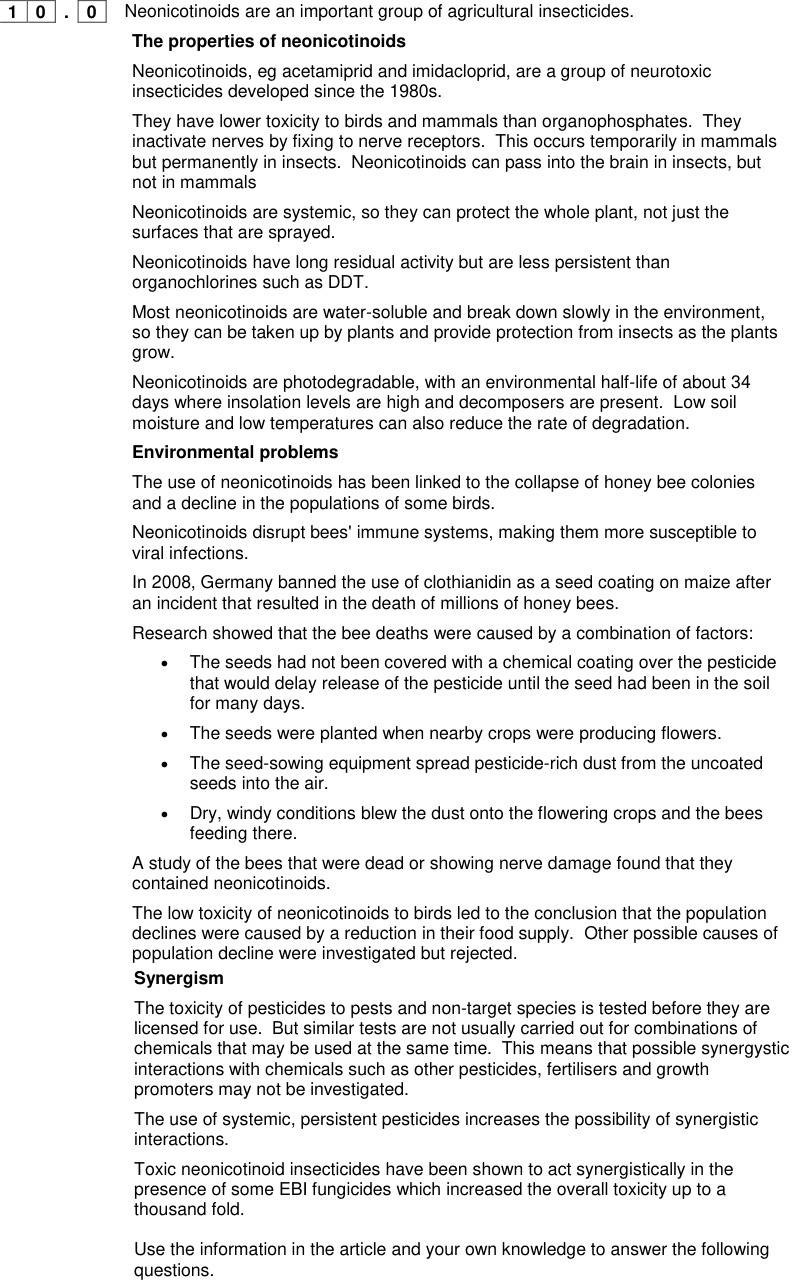 1 0 . 0 Neonicotinoids are an important group of agricultural insecticides.
The properties of neonicotinoids
Neonicotinoids, eg acetamiprid and imidacloprid, are a group of neurotoxic
insecticides developed since the 1980s.
They have lower toxicity to birds and mammals than organophosphates. They
inactivate nerves by fixing to nerve receptors. This occurs temporarily in mammals
but permanently in insects. Neonicotinoids can pass into the brain in insects, but
not in mammals
Neonicotinoids are systemic, so they can protect the whole plant, not just the
surfaces that are sprayed.
Neonicotinoids have long residual activity but are less persistent than
organochlorines such as DDT.
Most neonicotinoids are water-soluble and break down slowly in the environment,
so they can be taken up by plants and provide protection from insects as the plants
grow.
Neonicotinoids are photodegradable, with an environmental half-life of about 34
days where insolation levels are high and decomposers are present. Low soil
moisture and low temperatures can also reduce the rate of degradation.
Environmental problems
The use of neonicotinoids has been linked to the collapse of honey bee colonies
and a decline in the populations of some birds.
Neonicotinoids disrupt bees' immune systems, making them more susceptible to
viral infections.
In 2008, Germany banned the use of clothianidin as a seed coating on maize after
an incident that resulted in the death of millions of honey bees.
Research showed that the bee deaths were caused by a combination of factors:
• The seeds had not been covered with a chemical coating over the pesticide
that would delay release of the pesticide until the seed had been in the soil
for many days.
• The seeds were planted when nearby crops were producing flowers.
• The seed-sowing equipment spread pesticide-rich dust from the uncoated
seeds into the air.
• Dry, windy conditions blew the dust onto the flowering crops and the bees
feeding there.
A study of the bees that were dead or showing nerve damage found that they
contained neonicotinoids.
The low toxicity of neonicotinoids to birds led to the conclusion that the population
declines were caused by a reduction in their food supply. Other possible causes of
population decline were investigated but rejected.
Synergism
The toxicity of pesticides to pests and non-target species is tested before they are
licensed for use. But similar tests are not usually carried out for combinations of
chemicals that may be used at the same time. This means that possible synergystic
interactions with chemicals such as other pesticides, fertilisers and growth
promoters may not be investigated.
The use of systemic, persistent pesticides increases the possibility of synergistic
interactions.
Toxic neonicotinoid insecticides have been shown to act synergistically in the
presence of some EBI fungicides which increased the overall toxicity up to a
thousand fold.
Use the information in the article and your own knowledge to answer the following
questions.